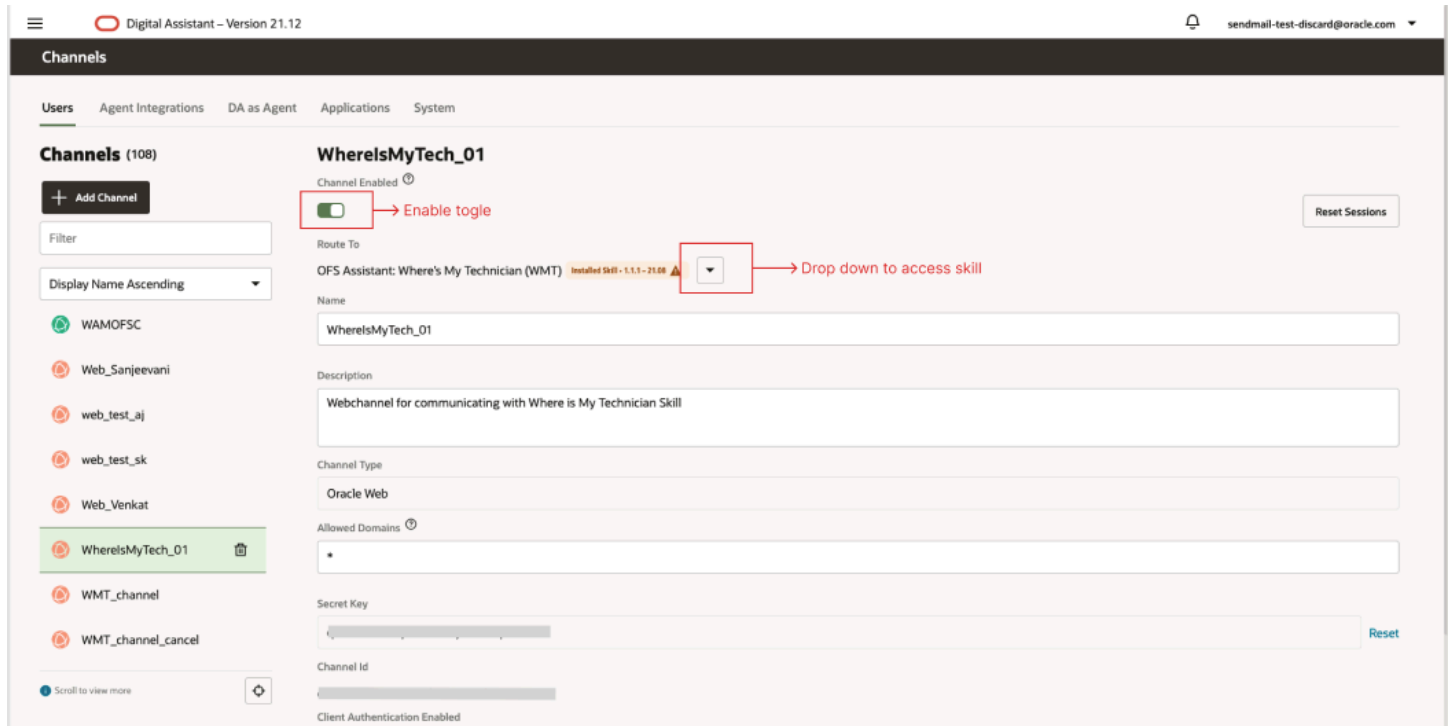 Digital Assistant – Version 21.12
sendmail-test-discard@oracle.com
Channels
Users Agent Integrations DA as Agent Applications System
Channels (108)
Add Channel
Filter
Display Name Ascending
WAMOFSC
Web_Sanjeevani
web_test_aj
web_test_sk
Web_Venkat
WhereIsMyTech_01
WMT_channel
WMT_channel_cancel
Scroll to view more
WhereIsMyTech_01
Channel Enabled
Enable togle
Reset Sessions
Route To
OFS Assistant: Where's My Technician (WMT) Installed Skill - 1.1.1 - 21.08
Drop down to access skill
Name
WhereIsMyTech_01
Description
Webchannel for communicating with Where is My Technician Skill
Channel Type
Oracle Web
Allowed Domains
*
Secret Key
Reset
Channel Id
Client Authentication Enabled